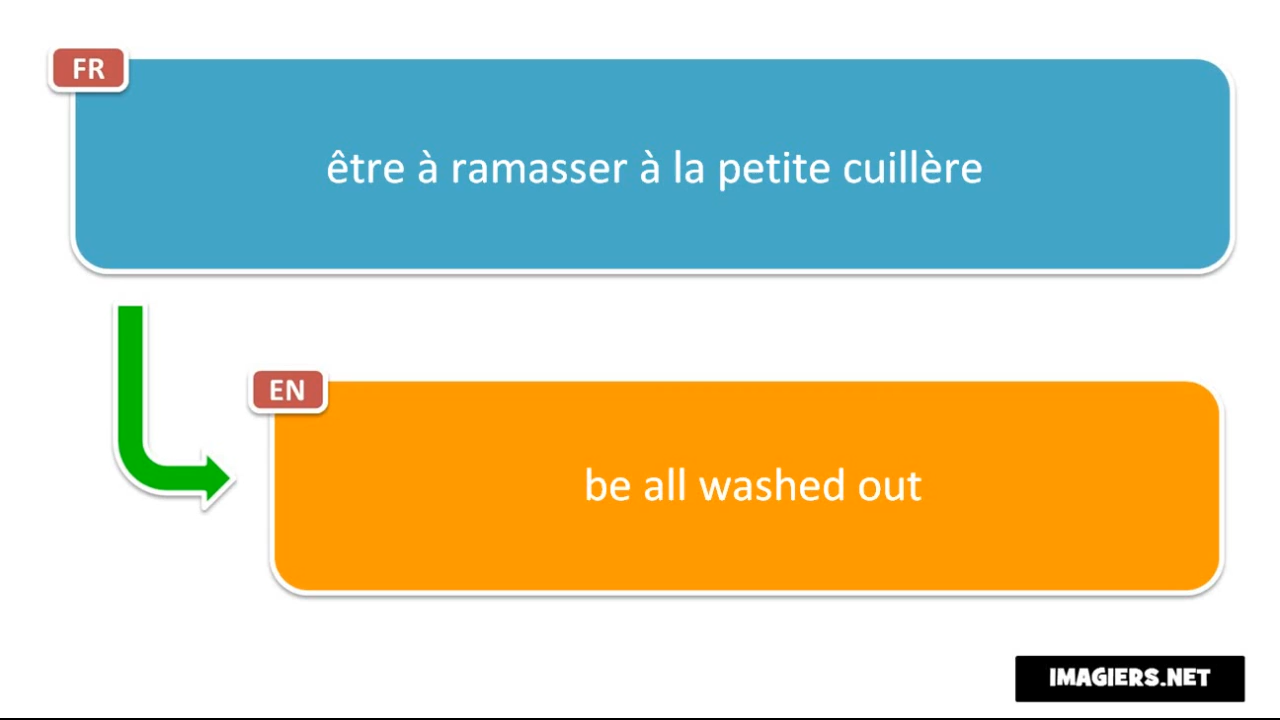 FR
être à ramasser à la petite cuillère
EN
be all washed out
IMAGIERS.NET